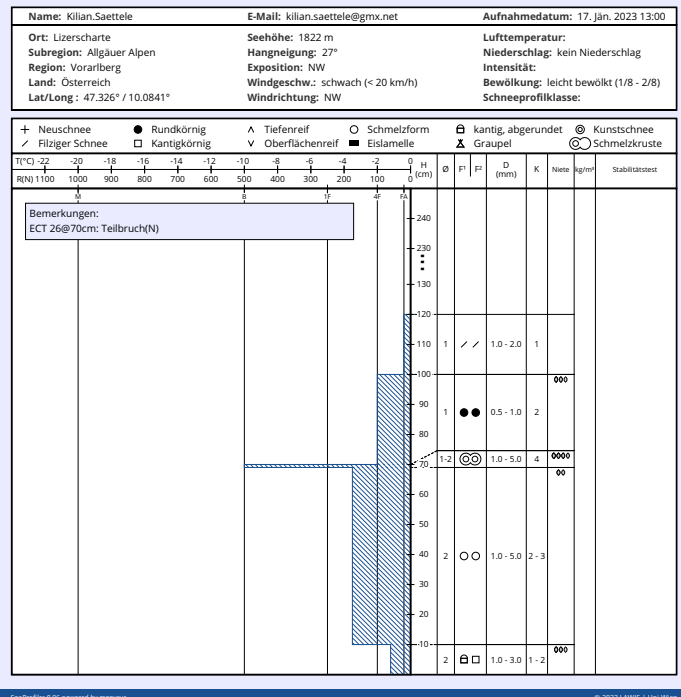 Name: Kilian.Saettele E-Mail: kilian.saettele@gmx.net Aufnahmedatum: 17. Jän. 2023 13:00
Ort: Lizerscharte Seehöhe: 1822 m Lufttemperatur:
Subregion: Allgäuer Alpen Hangneigung: 27° Niederschlag: kein Niederschlag
Region: Vorarlberg Exposition: NW Intensität:
Land: Österreich Windgeschw.: schwach (< 20 km/h) Bewölkung: leicht bewölkt (1/8 - 2/8)
Lat/Long : 47.326° / 10.0841° Windrichtung: NW Schneeprofilklasse:
Neuschnee Rundkörnig Tiefenreif Schmelzform kantig, abgerundet Kunstschnee
Filziger Schnee Kantigkörnig Oberflächenreif Eislamelle Graupel Schmelzkruste
T(°C) -22 -20 -18 -16 -14 -12 -10 -8 -6 -4 -2 0 H (cm) Ø F¹ F² D (mm) K Niete kg/m³ Stabilitätstest
R(N) 1100 1000 900 800 700 600 500 400 300 200 100 0
M B 1F 4F FA
Bemerkungen:
ECT 26@70cm: Teilbruch(N)
240
230
130
120
110 1 1.0 - 2.0 1
100
90 1 0.5 - 1.0 2
80
70 1-2 1.0 - 5.0 4
60
50
40 2 1.0 - 5.0 2 - 3
30
20
10
2 1.0 - 3.0 1 - 2